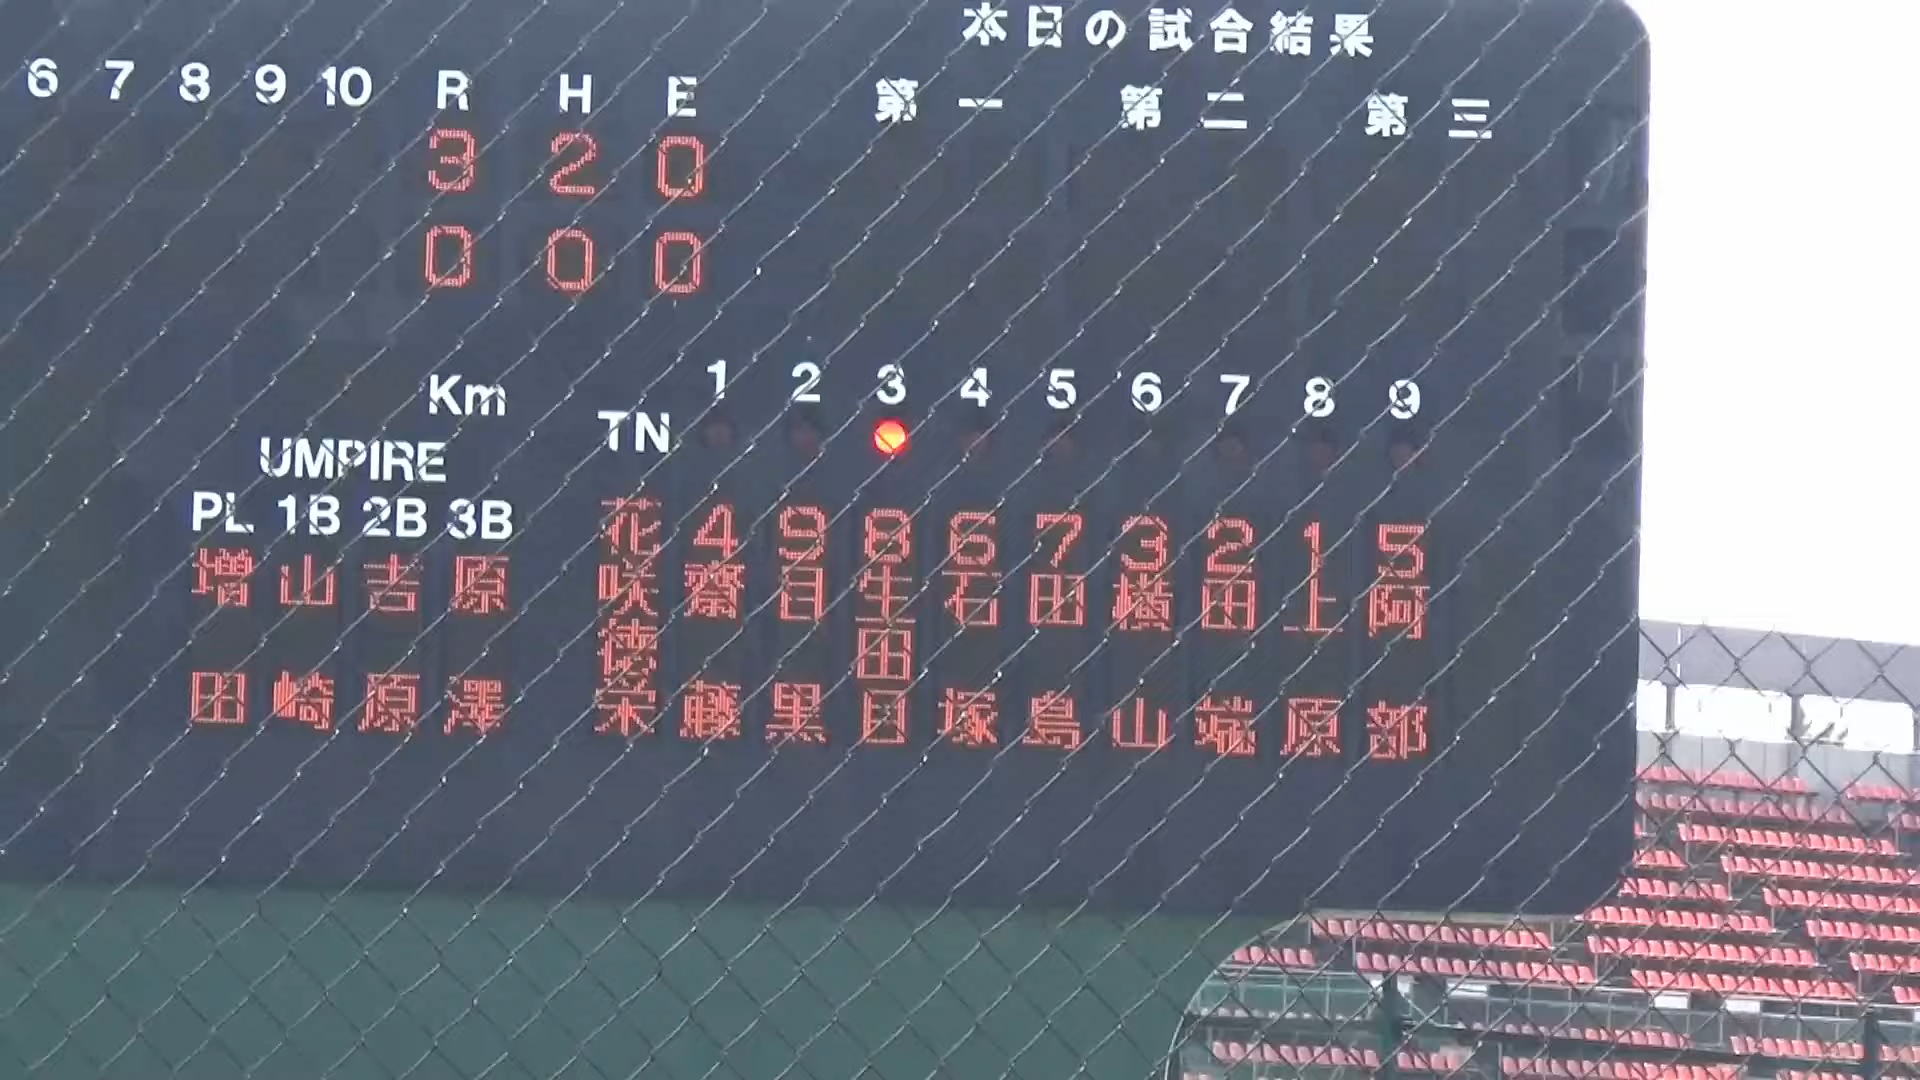 本日の試合結果
6 7 8 9 10 R H E 第一 第二 第三
3 2 0
0 0 0
Km
UMPIRE
PL 1B 2B 3B
増田 山崎 吉原 原澤
TN 1 2 3 4 5 6 7 8 9
花咲徳栄
4 9 8 6 7 3 2 1 5
齋藤 目黒 生田目 石塚 田島 横山 田端 上原 阿部